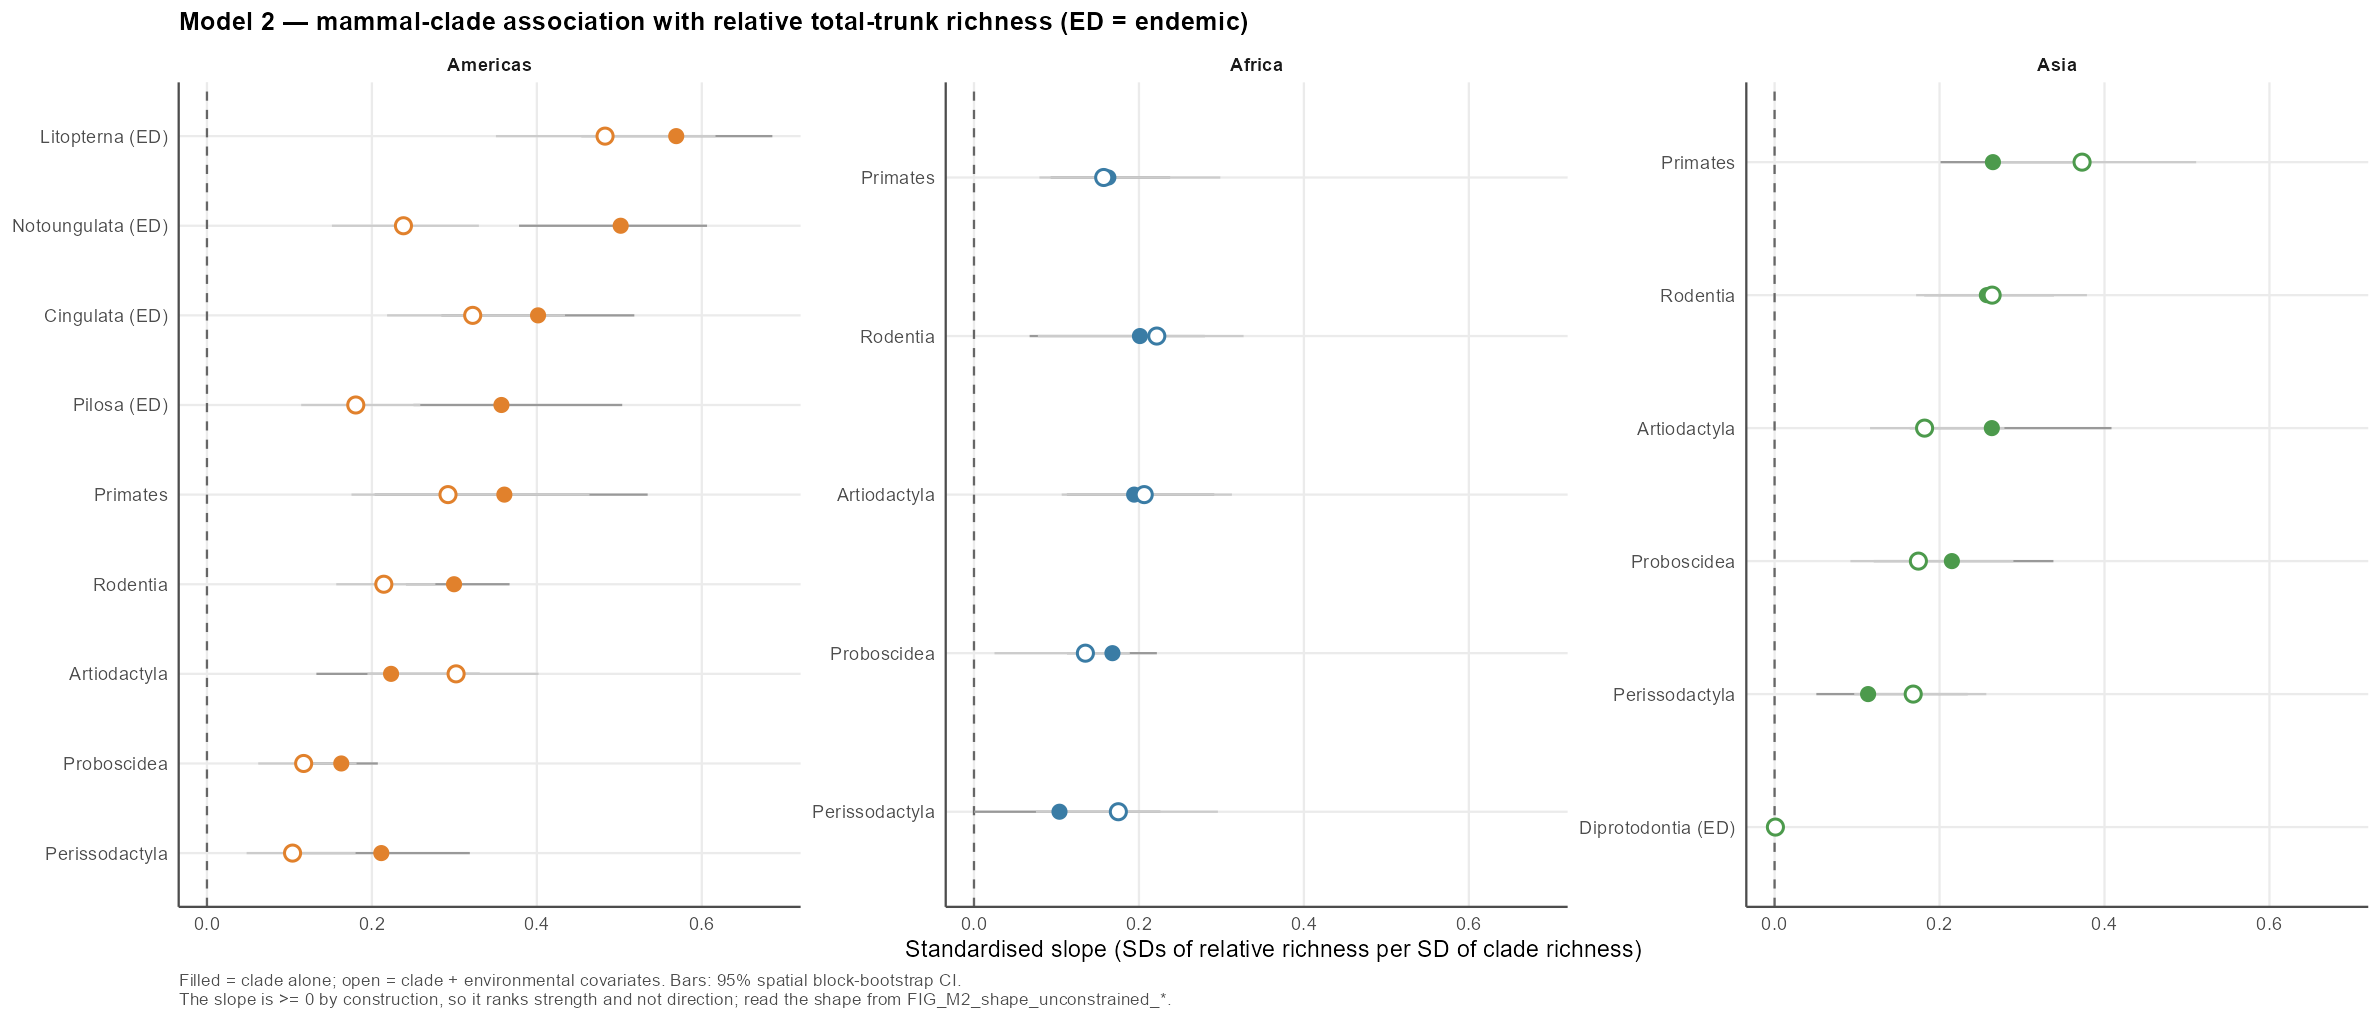 Model 2 — mammal-clade association with relative total-trunk richness (ED = endemic)
Americas
Litopterna (ED)
Notoungulata (ED)
Cingulata (ED)
Pilosa (ED)
Primates
Rodentia
Artiodactyla
Proboscidea
Perissodactyla
0.0 0.2 0.4 0.6
Africa
Primates
Rodentia
Artiodactyla
Proboscidea
Perissodactyla
0.0 0.2 0.4 0.6
Asia
Primates
Rodentia
Artiodactyla
Proboscidea
Perissodactyla
Diprotodontia (ED)
0.0 0.2 0.4 0.6
Standardised slope (SDs of relative richness per SD of clade richness)
Filled = clade alone; open = clade + environmental covariates. Bars: 95% spatial block-bootstrap CI.
The slope is >= 0 by construction, so it ranks strength and not direction; read the shape from FIG_M2_shape_unconstrained_*.